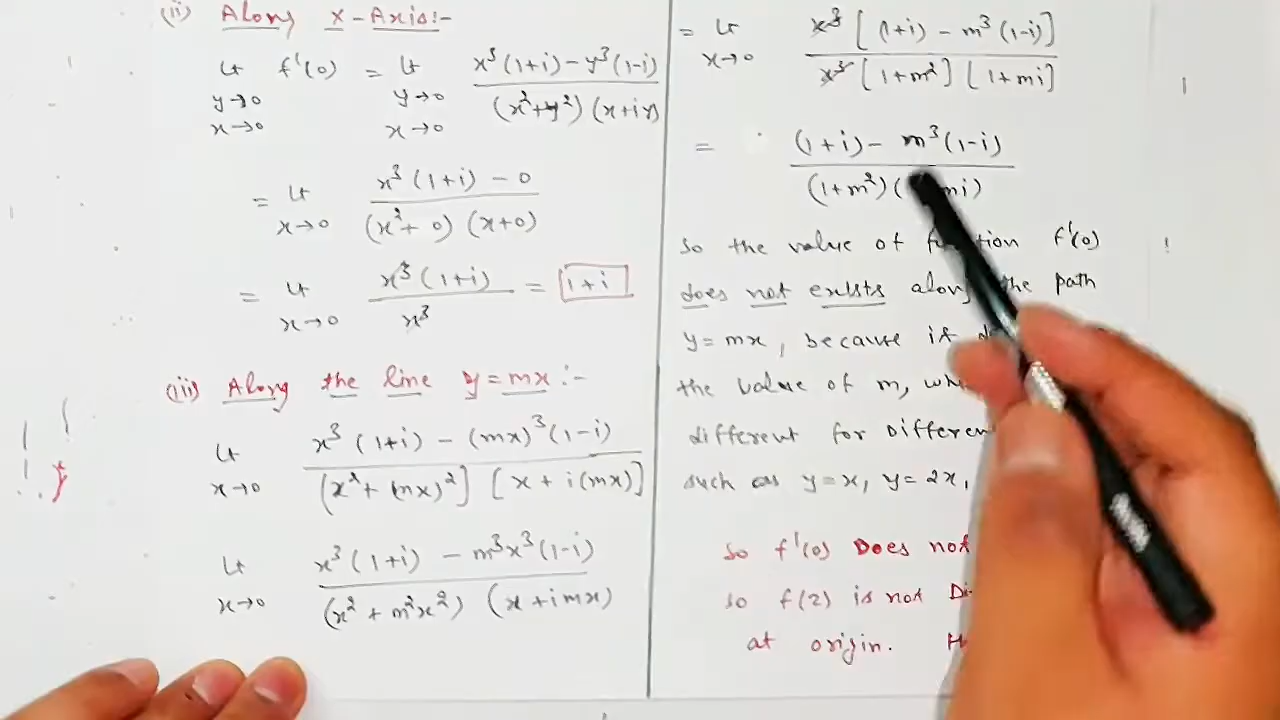 (ii) Along X-Axis:-
Lt f'(0) = Lt x³(1+i) - y³(1-i)
y→0 y→0 (x²+y²) (x+iy)
x→0 x→0
= Lt x³(1+i) - 0
x→0 (x²+ 0) (x+0)
= Lt x³(1+i) = 1+i
x→0 x³
(iii) Along the line y=mx:-
Lt x³(1+i) - (mx)³(1-i)
x→0 [x²+(mx)²] [x + i(mx)]
Lt x³(1+i) - m³x³(1-i)
x→0 (x² + m²x²) (x + imx)
= Lt x³ [(1+i) - m³(1-i)]
x→0 x³ [1+m²] [1+mi]
= (1+i) - m³(1-i)
(1+m²)( mi)
So the value of function f'(0)
does not exists along the path
y=mx, because it
the value of m,
different for
such as y=x, y=2x,
So f'(0) Does not
so f(z) is not
at origin.